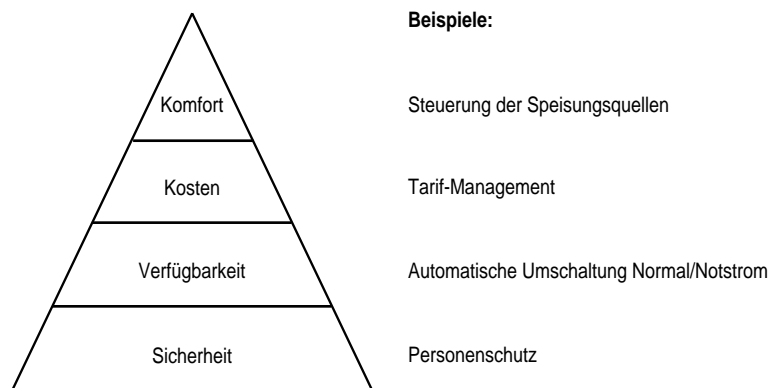 Beispiele:
Komfort Steuerung der Speisungsquellen
Kosten Tarif-Management
Verfügbarkeit Automatische Umschaltung Normal/Notstrom
Sicherheit Personenschutz